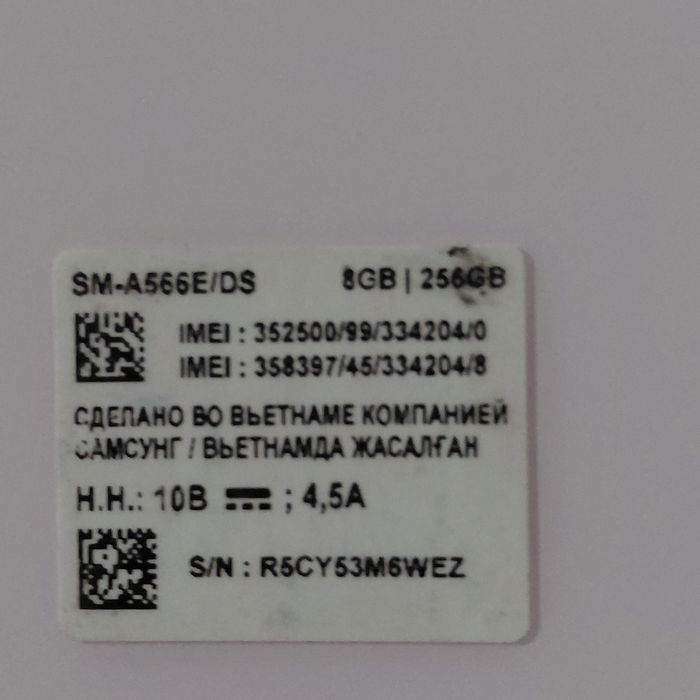 SM-A566E/DS 8GB | 256GB
IMEI : 352500/99/334204/0
IMEI : 358397/45/334204/8
СДЕЛАНО ВО ВЬЕТНАМЕ КОМПАНИЕЙ
САМСУНГ / ВЬЕТНАМДА ЖАСАЛҒАН
Н.Н.: 10В ⎓ ; 4,5А
S/N : R5CY53M6WEZ